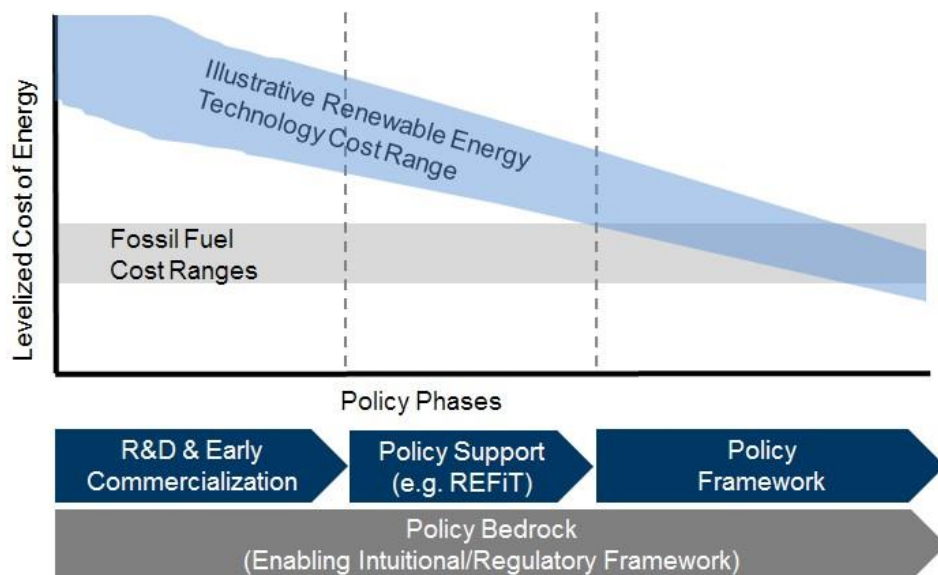 Levelized Cost of Energy
Illustrative Renewable Energy
Technology Cost Range
Fossil Fuel
Cost Ranges
Policy Phases
R&D & Early
Commercialization
Policy Support
(e.g. REFiT)
Policy
Framework
Policy Bedrock
(Enabling Intuitional/Regulatory Framework)